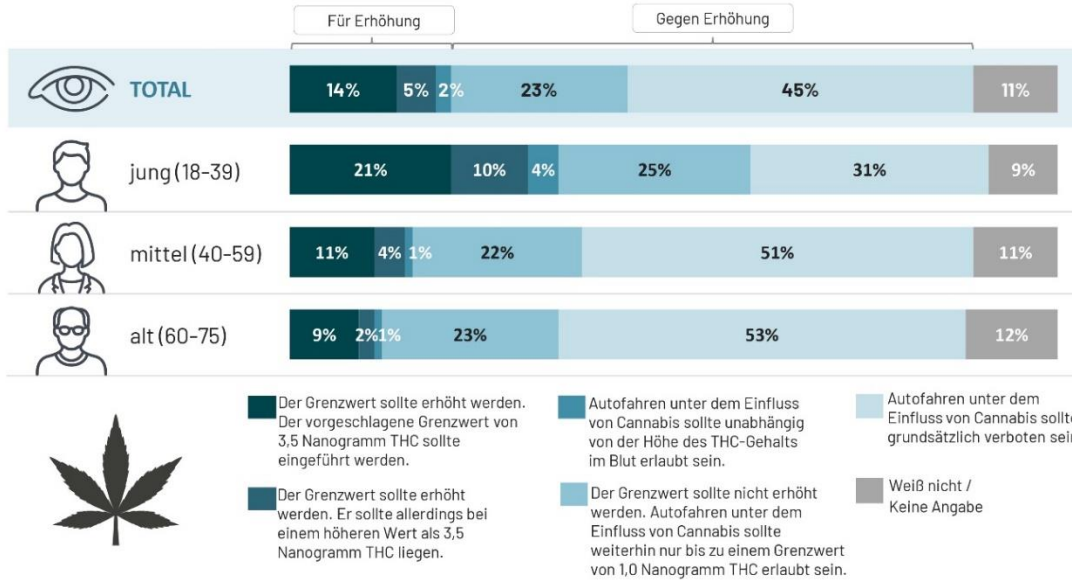 Für Erhöhung
Gegen Erhöhung
TOTAL
14%
5%
2%
23%
45%
11%
jung (18-39)
21%
10%
4%
25%
31%
9%
mittel (40-59)
11%
4%
1%
22%
51%
11%
alt (60-75)
9%
2%
1%
23%
53%
12%
Der Grenzwert sollte erhöht werden.
Der vorgeschlagene Grenzwert von
3,5 Nanogramm THC sollte
eingeführt werden.
Der Grenzwert sollte erhöht
werden. Er sollte allerdings bei
einem höheren Wert als 3,5
Nanogramm THC liegen.
Autofahren unter dem Einfluss
von Cannabis sollte unabhängig
von der Höhe des THC-Gehalts
im Blut erlaubt sein.
Der Grenzwert sollte nicht erhöht
werden. Autofahren unter dem
Einfluss von Cannabis sollte
weiterhin nur bis zu einem Grenzwert
von 1,0 Nanogramm THC erlaubt sein.
Autofahren unter dem
Einfluss von Cannabis sollte
grundsätzlich verboten sein
Weiß nicht /
Keine Angabe